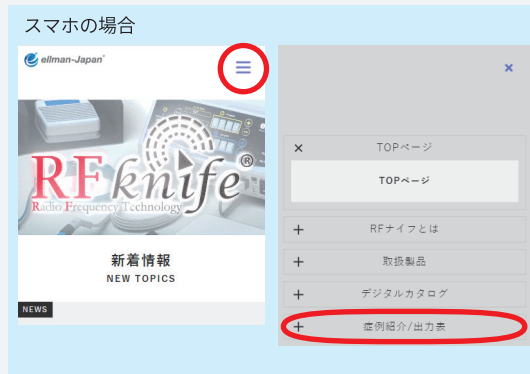 スマホの場合
ellman-Japan®
RFknife®
Radio Frequency Technology
新着情報
NEW TOPICS
NEWS
×
× TOPページ
TOPページ
+ RFナイフとは
+ 取扱製品
+ デジタルカタログ
+ 症例紹介/出力表